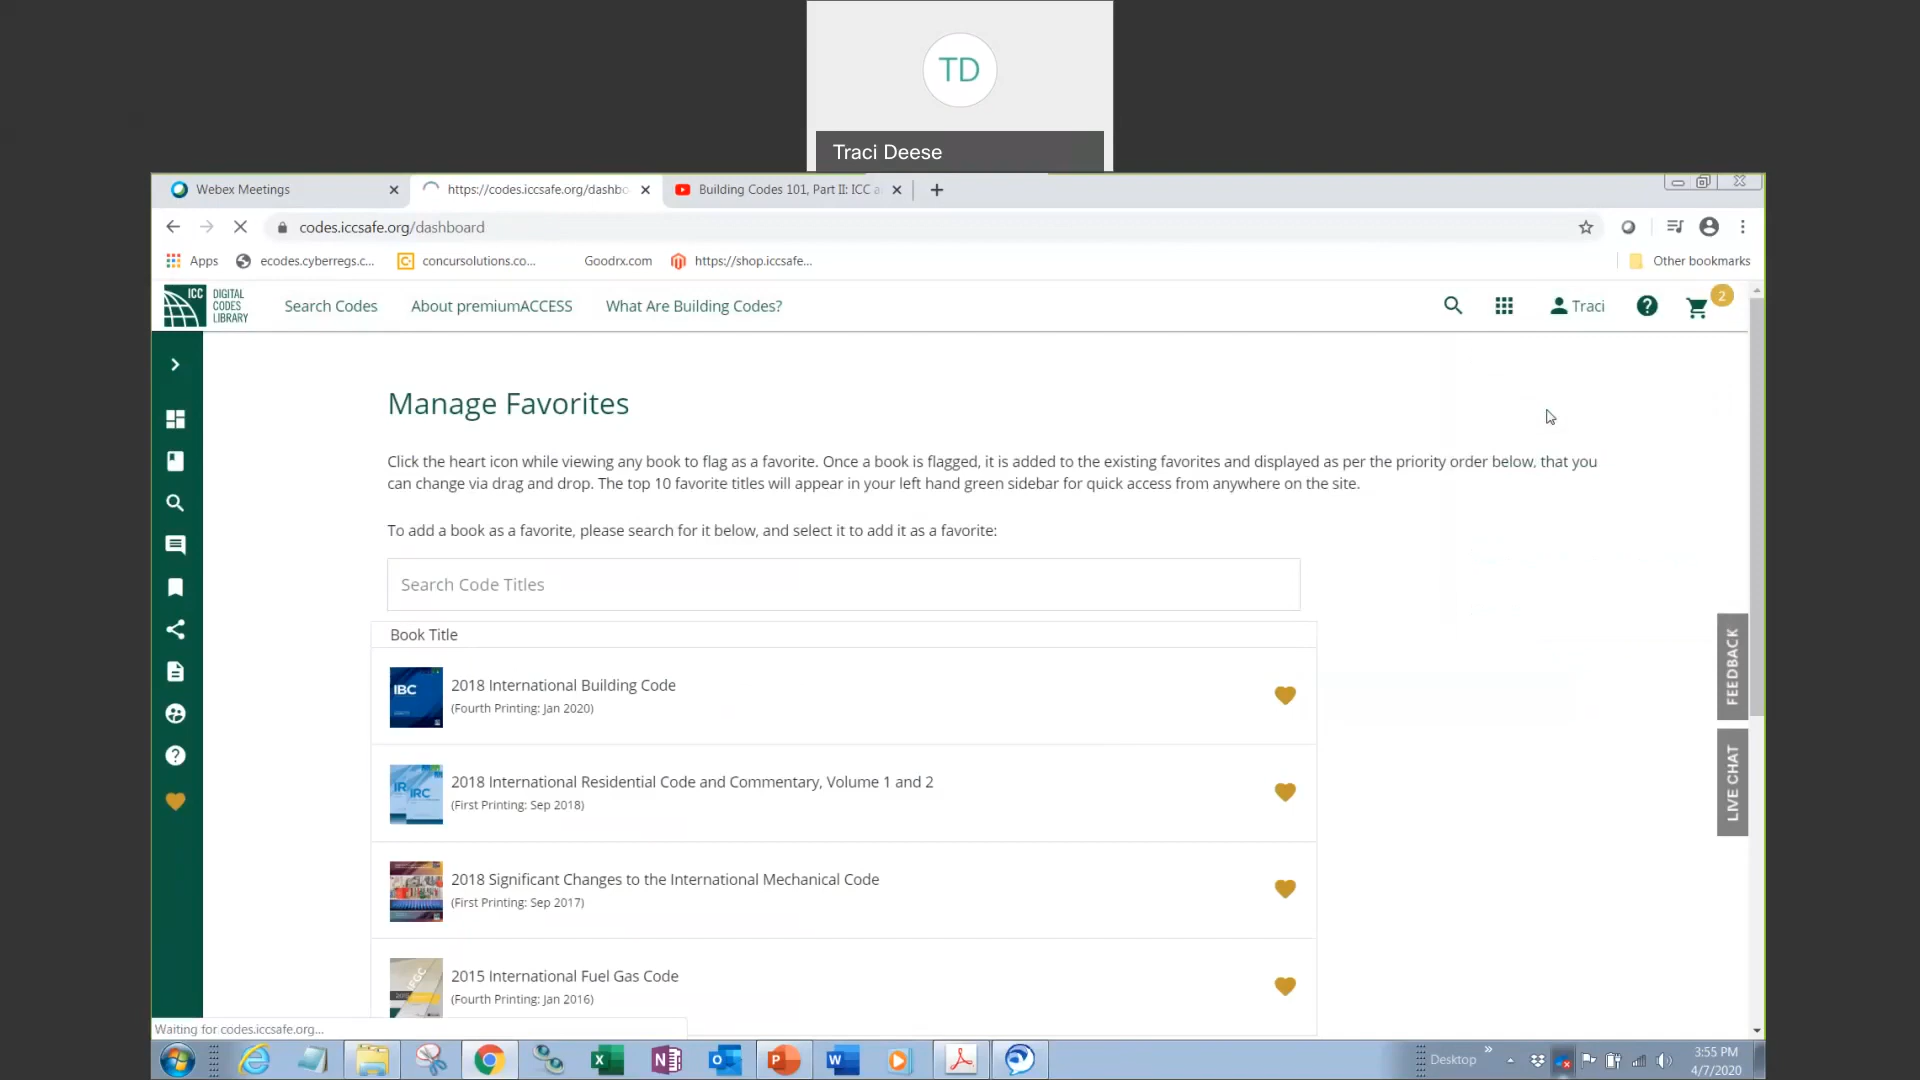 TD
Traci Deese
Webex Meetings
https://codes.iccsafe.org/dashbo
Building Codes 101, Part II: ICC a
codes.iccsafe.org/dashboard
Apps
ecodes.cyberregs.c...
concursolutions.co...
Goodrx.com
https://shop.iccsafe...
Other bookmarks
ICC
DIGITAL
CODES
LIBRARY
Search Codes
About premiumACCESS
What Are Building Codes?
Traci
2
Manage Favorites
Click the heart icon while viewing any book to flag as a favorite. Once a book is flagged, it is added to the existing favorites and displayed as per the priority order below, that you
can change via drag and drop. The top 10 favorite titles will appear in your left hand green sidebar for quick access from anywhere on the site.
To add a book as a favorite, please search for it below, and select it to add it as a favorite:
Search Code Titles
Book Title
IBC
2018 International Building Code
(Fourth Printing: Jan 2020)
IRC
2018 International Residential Code and Commentary, Volume 1 and 2
(First Printing: Sep 2018)
2018 Significant Changes to the International Mechanical Code
(First Printing: Sep 2017)
IFGC
2015 International Fuel Gas Code
(Fourth Printing: Jan 2016)
FEEDBACK
LIVE CHAT
Waiting for codes.iccsafe.org...
Desktop
3:55 PM
4/7/2020